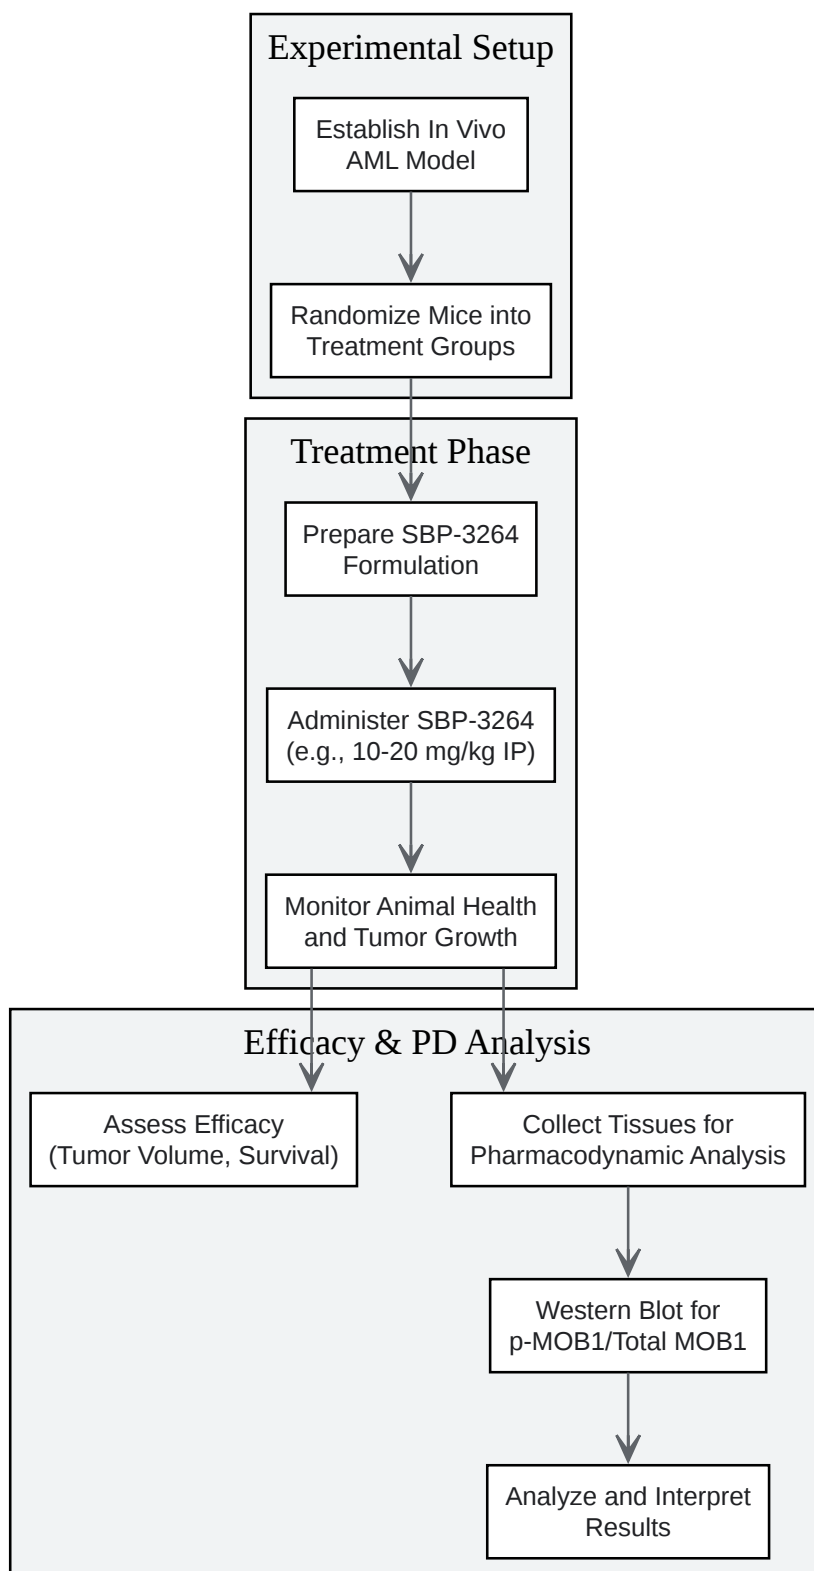 Experimental Setup
Establish In Vivo
AML Model
Randomize Mice into
Treatment Groups
Treatment Phase
Prepare SBP-3264
Formulation
Administer SBP-3264
(e.g., 10-20 mg/kg IP)
Monitor Animal Health
and Tumor Growth
Efficacy & PD Analysis
Assess Efficacy
(Tumor Volume, Survival)
Collect Tissues for
Pharmacodynamic Analysis
Western Blot for
p-MOB1/Total MOB1
Analyze and Interpret
Results